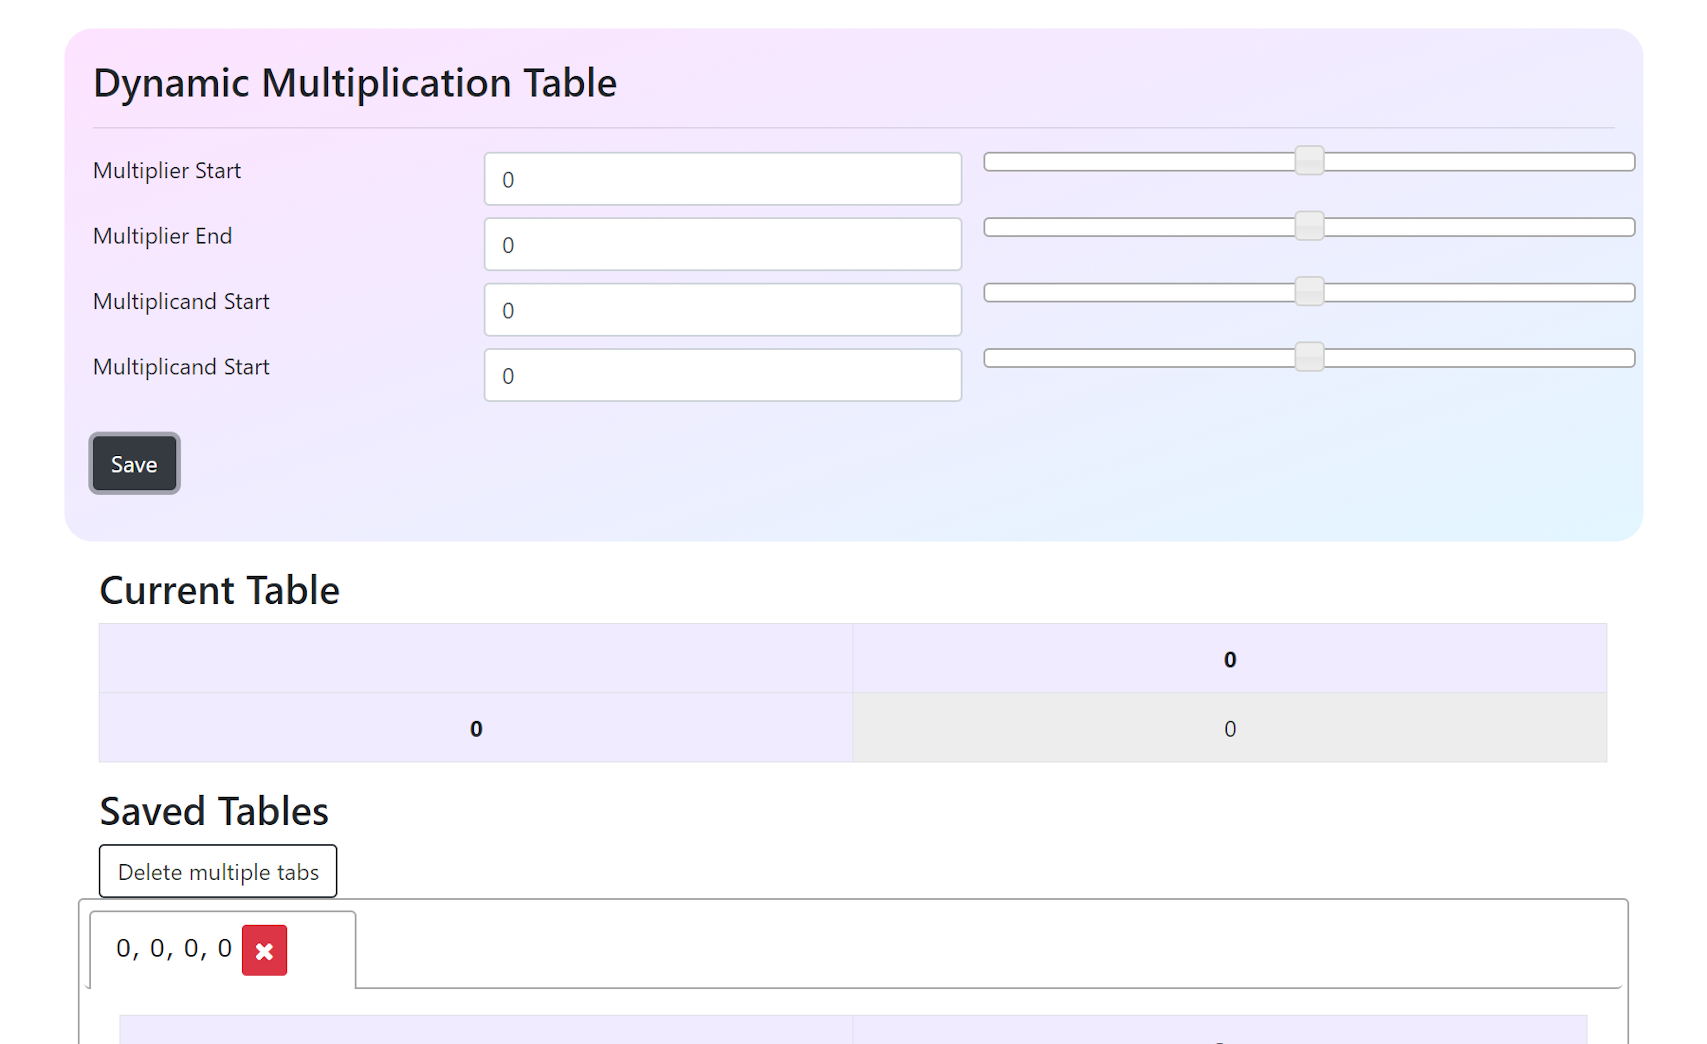 Dynamic Multiplication Table
Multiplier Start 0
Multiplier End 0
Multiplicand Start 0
Multiplicand Start 0
Save
Current Table
0
0 0
Saved Tables
Delete multiple tabs
0, 0, 0, 0